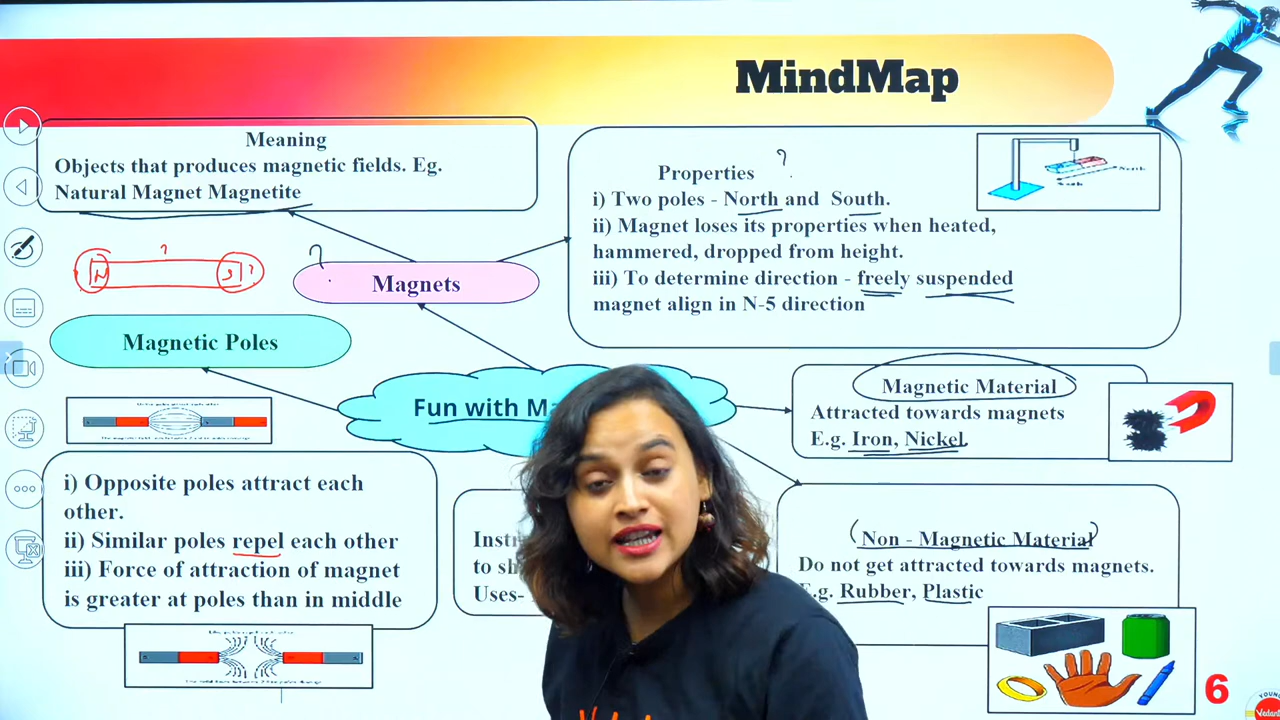 MindMap
Meaning
Objects that produces magnetic fields. Eg.
Natural Magnet Magnetite
?
Properties
i) Two poles - North and South.
ii) Magnet loses its properties when heated,
hammered, dropped from height.
iii) To determine direction - freely suspended
magnet align in N-5 direction
North
South
N ? S ?
?
Magnets
Magnetic Poles
Fun with Ma
Magnetic Material
Attracted towards magnets
E.g. Iron, Nickel.
i) Opposite poles attract each
other.
ii) Similar poles repel each other
iii) Force of attraction of magnet
is greater at poles than in middle
to sh
Uses-
(Non - Magnetic Material)
Do not get attracted towards magnets.
E.g. Rubber, Plastic
6
YOUNG